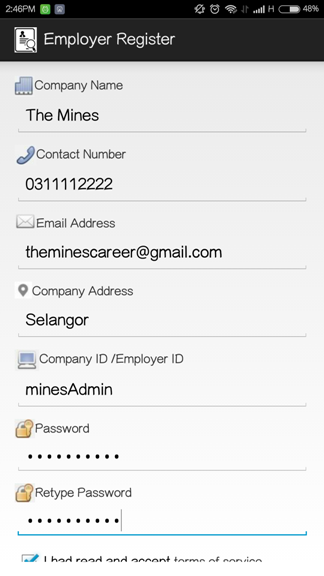 2:46PM H 48%
Employer Register
Company Name
The Mines
Contact Number
0311112222
Email Address
theminescareer@gmail.com
Company Address
Selangor
Company ID /Employer ID
minesAdmin
Password
••••••••••
Retype Password
••••••••••
I had read and accept terms of service